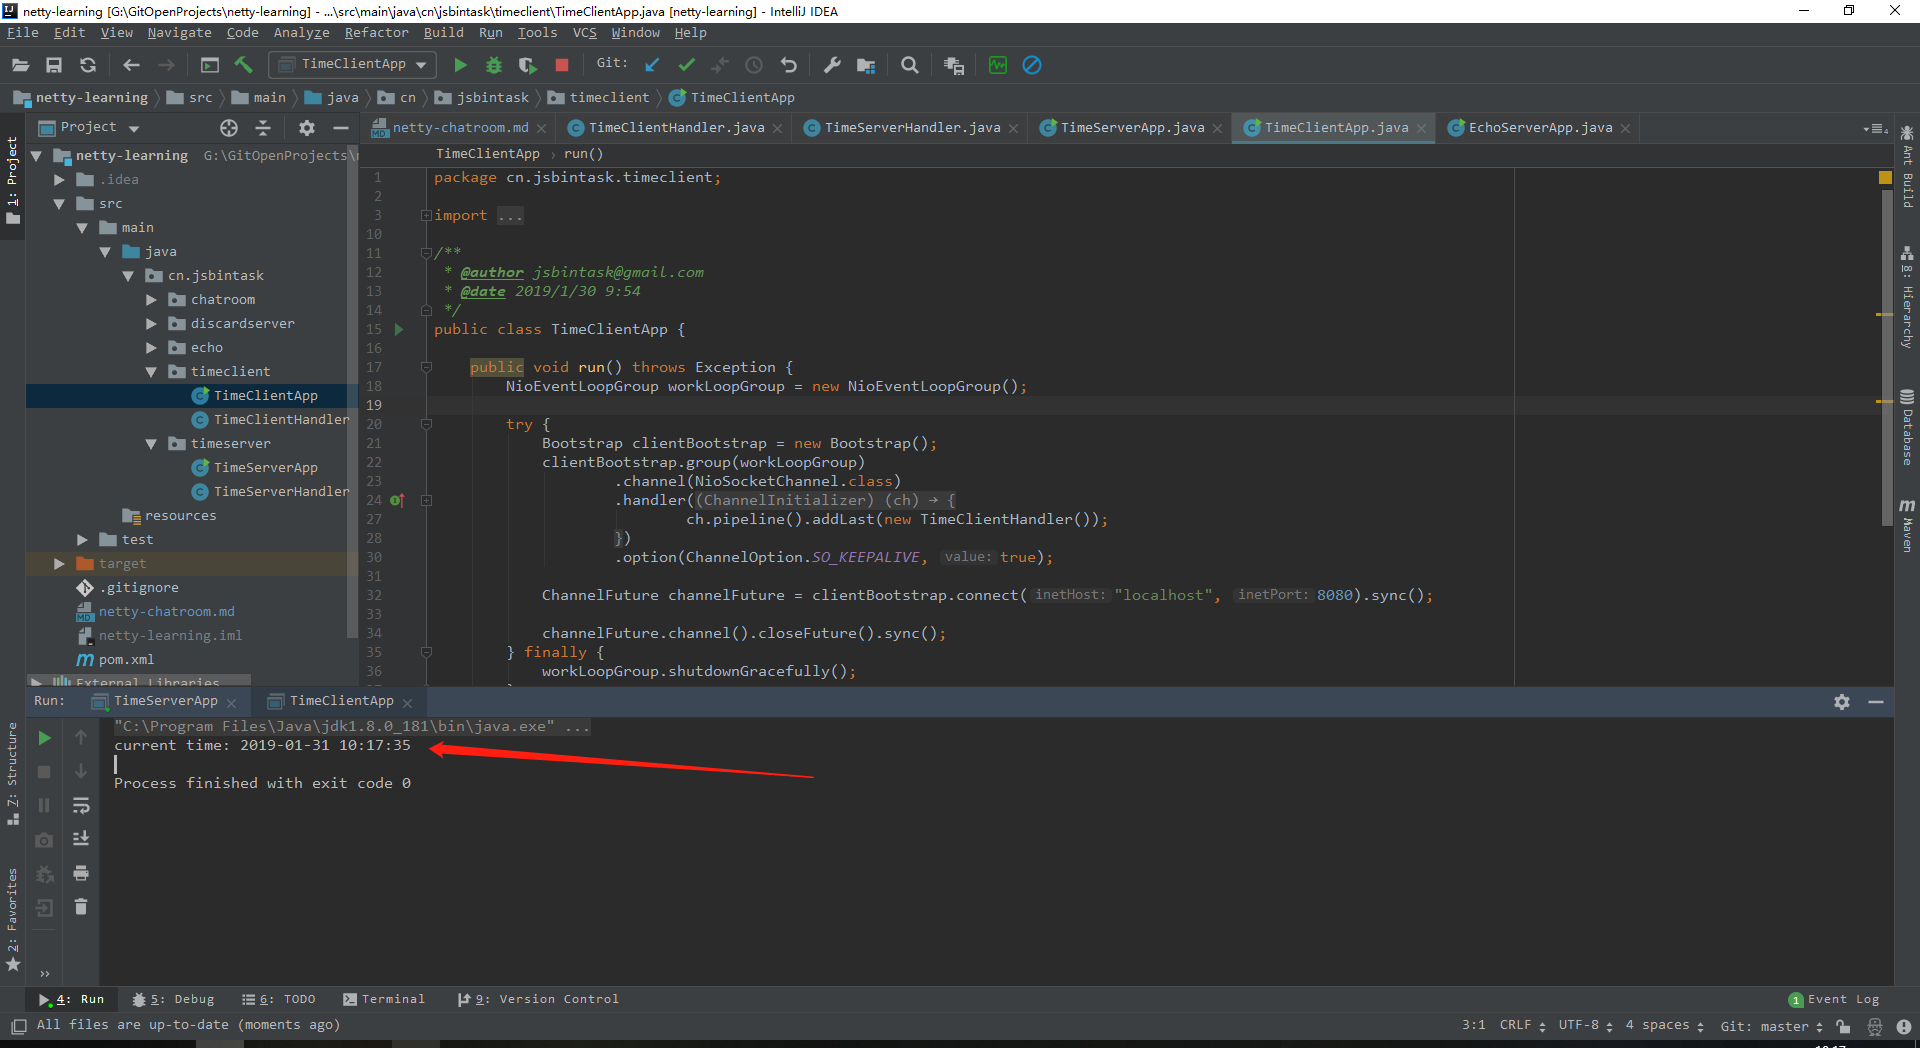 netty-learning [G:\GitOpenProjects\netty-learning] - ...\src\main\java\cn\jsbintask\timeclient\TimeClientApp.java [netty-learning] - IntelliJ IDEA
File Edit View Navigate Code Analyze Refactor Build Run Tools VCS Window Help
TimeClientApp Git:
netty-learning src main java cn jsbintask timeclient TimeClientApp
Project
netty-chatroom.md TimeClientHandler.java TimeServerHandler.java TimeServerApp.java TimeClientApp.java EchoServerApp.java
TimeClientApp › run()
1: Project
netty-learning G:\GitOpenProjects\
.idea
src
main
java
cn.jsbintask
chatroom
discardserver
echo
timeclient
TimeClientApp
TimeClientHandler
timeserver
TimeServerApp
TimeServerHandler
resources
test
target
.gitignore
netty-chatroom.md
netty-learning.iml
pom.xml
External Libraries
1 package cn.jsbintask.timeclient;
2
3 import ...
10
11 /**
12 * @author jsbintask@gmail.com
13 * @date 2019/1/30 9:54
14 */
15 public class TimeClientApp {
16
17 public void run() throws Exception {
18 NioEventLoopGroup workLoopGroup = new NioEventLoopGroup();
19
20 try {
21 Bootstrap clientBootstrap = new Bootstrap();
22 clientBootstrap.group(workLoopGroup)
23 .channel(NioSocketChannel.class)
24 .handler((ChannelInitializer) (ch) → {
27 ch.pipeline().addLast(new TimeClientHandler());
28 })
30 .option(ChannelOption.SO_KEEPALIVE, value: true);
31
32 ChannelFuture channelFuture = clientBootstrap.connect( inetHost: "localhost", inetPort: 8080).sync();
33
34 channelFuture.channel().closeFuture().sync();
35 } finally {
36 workLoopGroup.shutdownGracefully();
Ant Build
8: Hierarchy
Database
Maven
Run: TimeServerApp TimeClientApp
"C:\Program Files\Java\jdk1.8.0_181\bin\java.exe" ...
current time: 2019-01-31 10:17:35
Process finished with exit code 0
7: Structure
2: Favorites
4: Run 5: Debug 6: TODO Terminal 9: Version Control 1 Event Log
All files are up-to-date (moments ago) 3:1 CRLF UTF-8 4 spaces Git: master